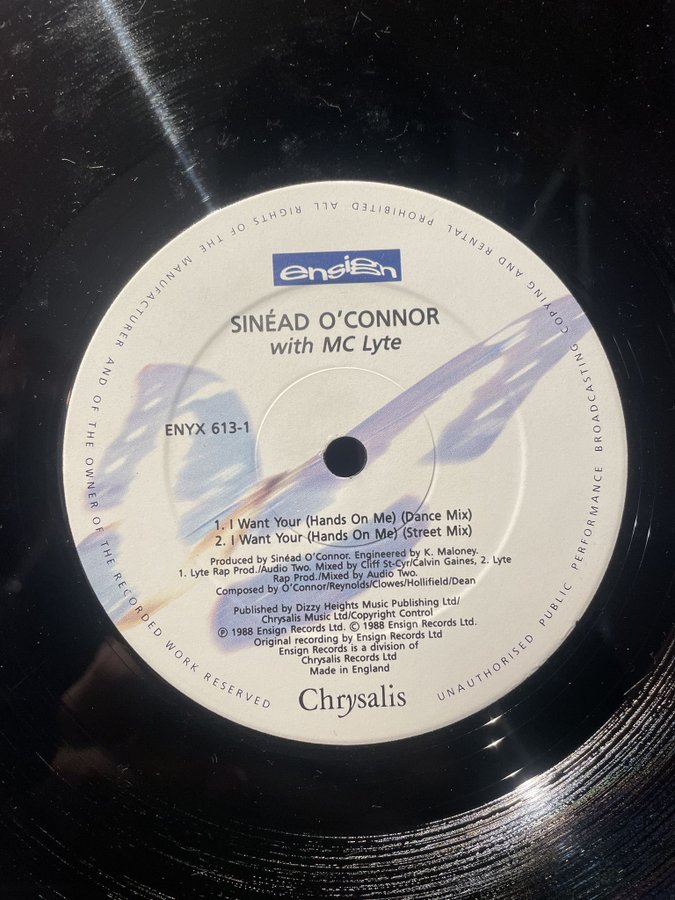 ensign
SINÉAD O'CONNOR
with MC Lyte
ENYX 613-1
1. I Want Your (Hands On Me) (Dance Mix)
2. I Want Your (Hands On Me) (Street Mix)
Produced by Sinéad O'Connor. Engineered by K. Maloney.
1. Lyte Rap Prod./Audio Two. Mixed by Cliff St-Cyr/Calvin Gaines, 2. Lyte
Rap Prod./Mixed by Audio Two.
Composed by O'Connor/Reynolds/Clowes/Hollifield/Dean
Published by Dizzy Heights Music Publishing Ltd/
Chrysalis Music Ltd/Copyright Control
℗ 1988 Ensign Records Ltd. © 1988 Ensign Records Ltd.
Original recording by Ensign Records Ltd
Ensign Records is a division of
Chrysalis Records Ltd
Made in England
Chrysalis
ALL RIGHTS OF THE MANUFACTURER AND OF THE OWNER OF THE RECORDED WORK RESERVED UNAUTHORISED PUBLIC PERFORMANCE BROADCASTING COPYING AND RENTAL PROHIBITED